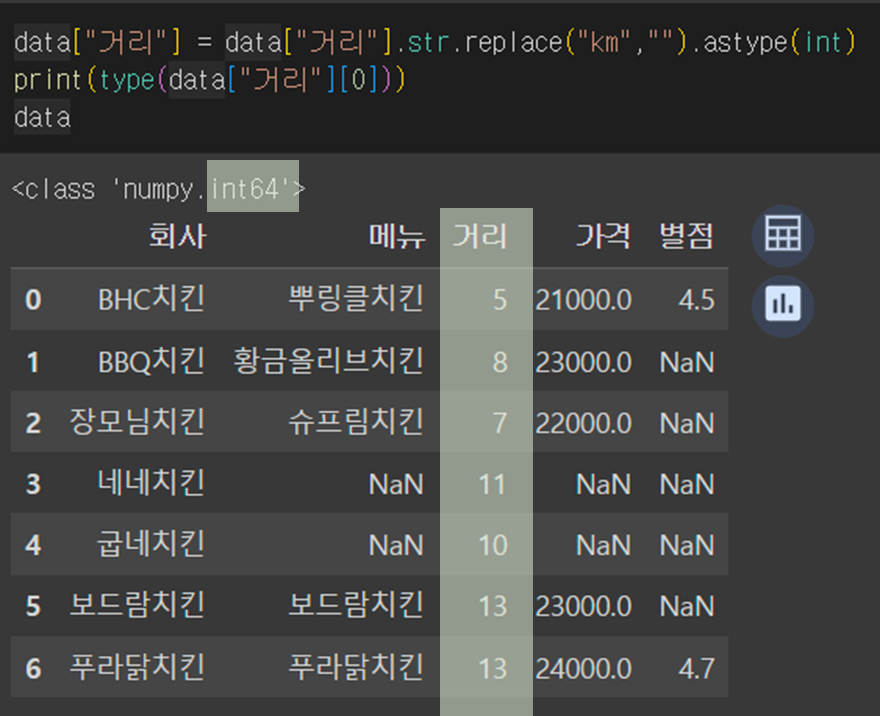 data["거리"] = data["거리"].str.replace("km","").astype(int)
print(type(data["거리"][0]))
data
<class 'numpy.int64'>
회사 메뉴 거리 가격 별점
0 BHC치킨 뿌링클치킨 5 21000.0 4.5
1 BBQ치킨 황금올리브치킨 8 23000.0 NaN
2 장모님치킨 슈프림치킨 7 22000.0 NaN
3 네네치킨 NaN 11 NaN NaN
4 굽네치킨 NaN 10 NaN NaN
5 보드람치킨 보드람치킨 13 23000.0 NaN
6 푸라닭치킨 푸라닭치킨 13 24000.0 4.7